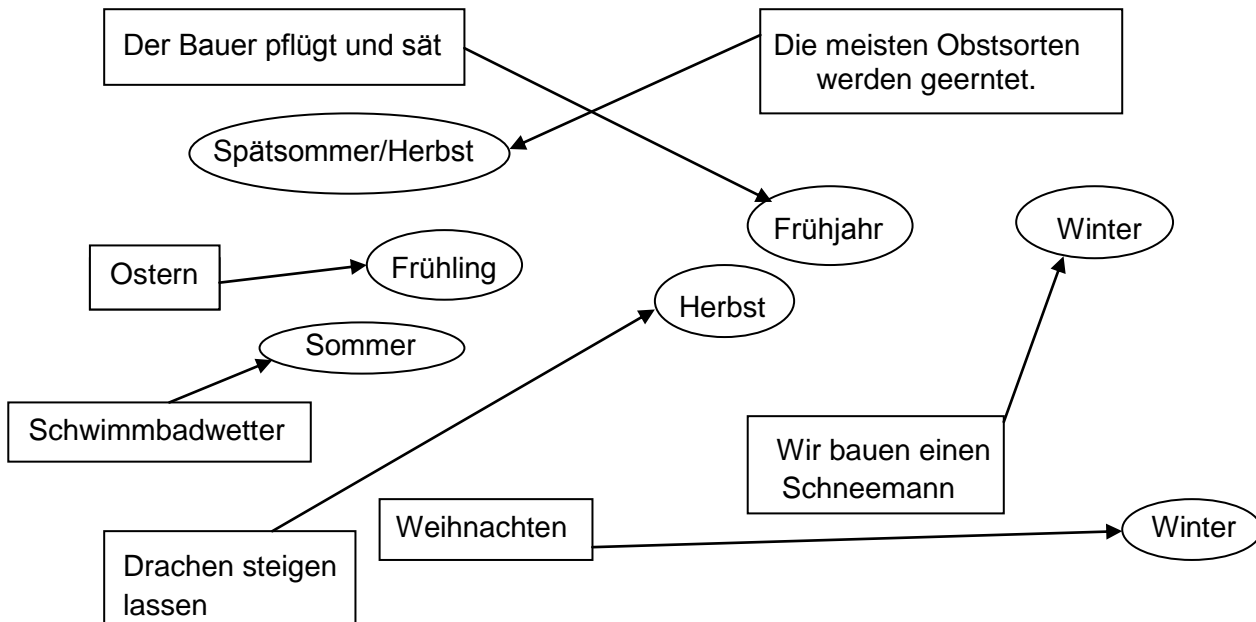 Der Bauer pflügt und sät
Die meisten Obstsorten
werden geerntet.
Spätsommer/Herbst
Frühjahr
Winter
Ostern
Frühling
Herbst
Sommer
Schwimmbadwetter
Wir bauen einen
Schneemann
Weihnachten
Winter
Drachen steigen
lassen